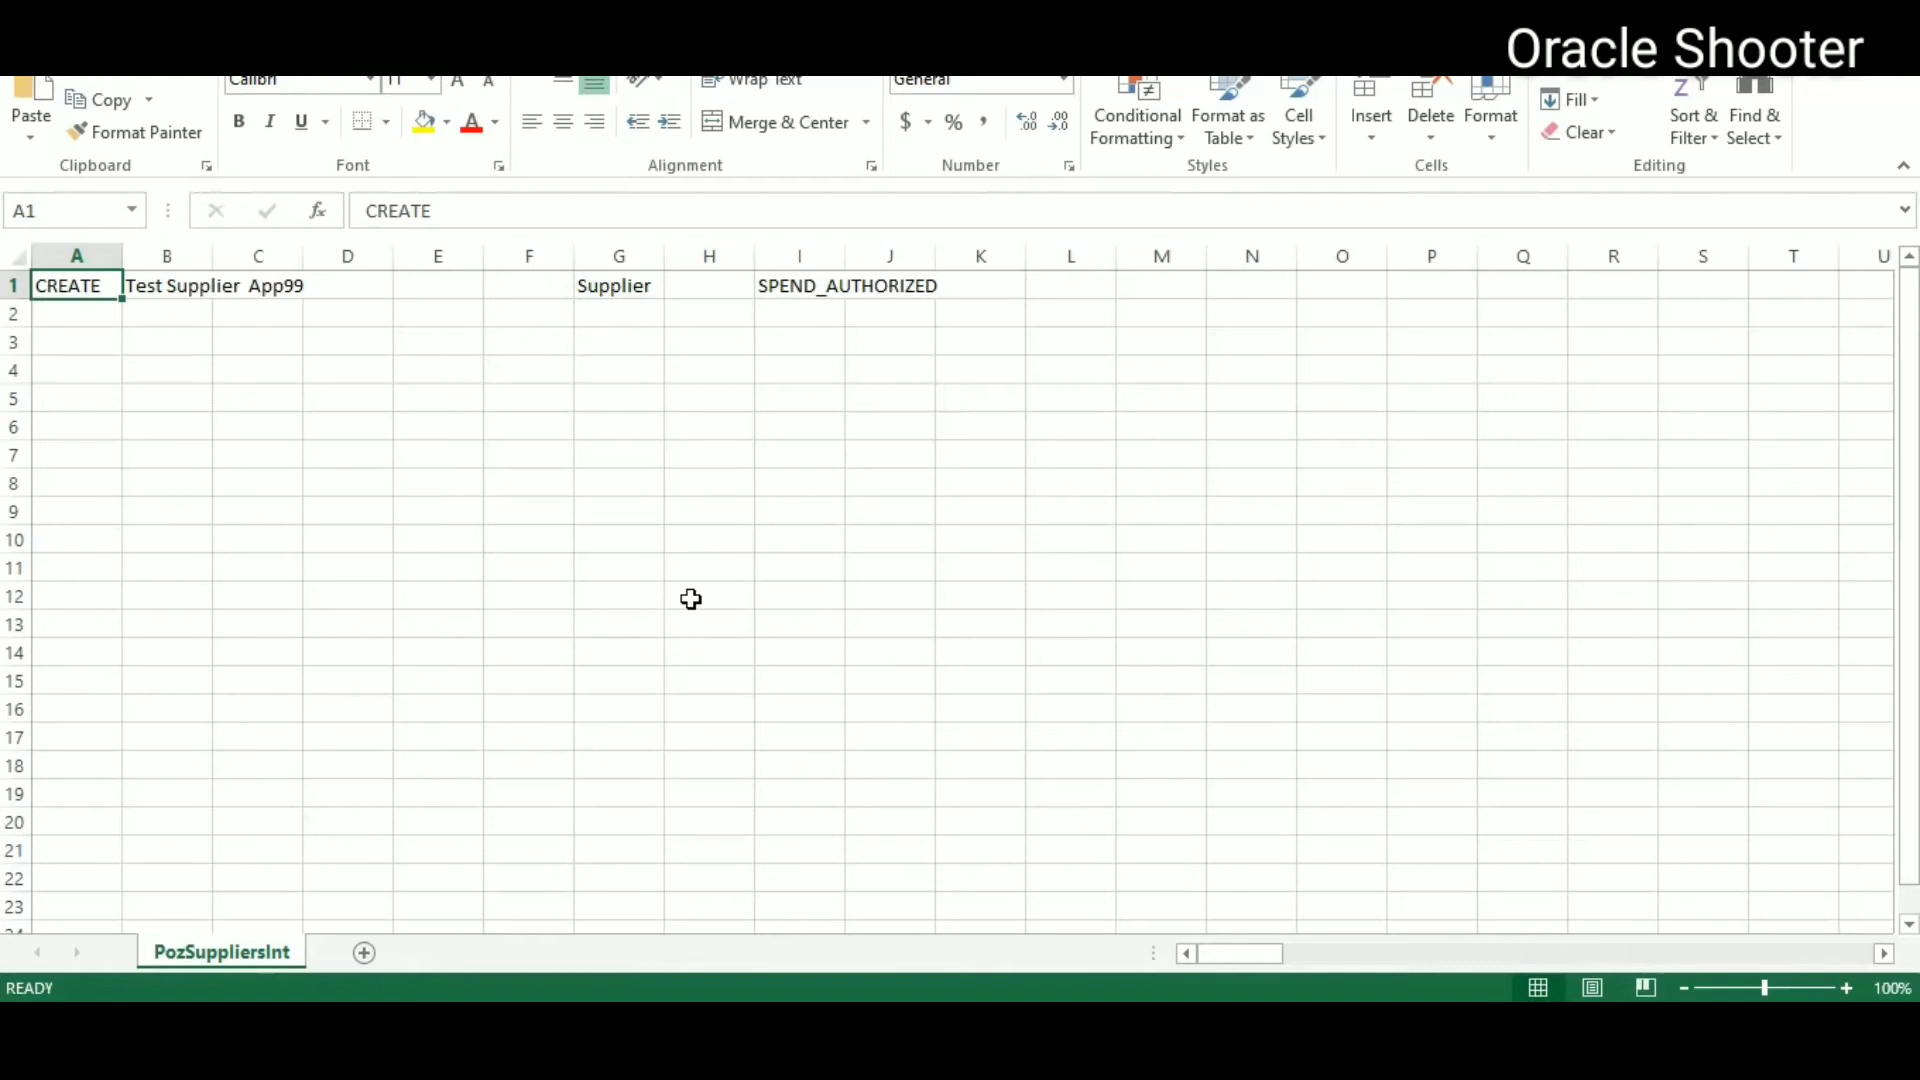 Oracle Shooter
Calibri 11 A A Wrap Text General
Paste Copy Format Painter
B I U Merge & Center $ % , Conditional Formatting Format as Table Cell Styles Insert Delete Format Fill Clear Sort & Filter Find & Select
Clipboard Font Alignment Number Styles Cells Editing
A1 fx CREATE
A B C D E F G H I J K L M N O P Q R S T U
1 CREATE Test Supplier App99 Supplier SPEND_AUTHORIZED
2
3
4
5
6
7
8
9
10
11
12
13
14
15
16
17
18
19
20
21
22
23
PozSuppliersInt
READY 100%